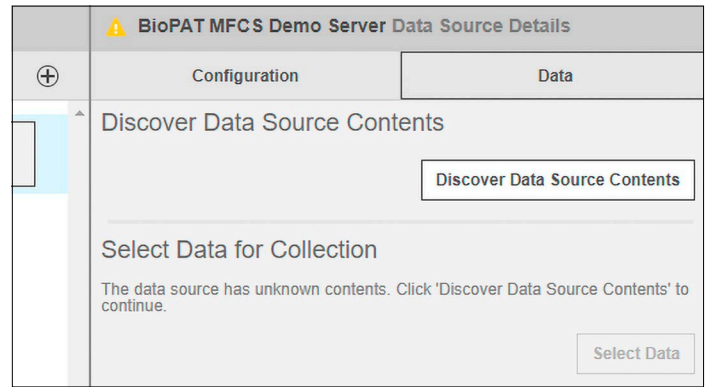 BioPAT MFCS Demo Server Data Source Details
Configuration
Data
Discover Data Source Contents
Discover Data Source Contents
Select Data for Collection
The data source has unknown contents. Click 'Discover Data Source Contents' to
continue.
Select Data